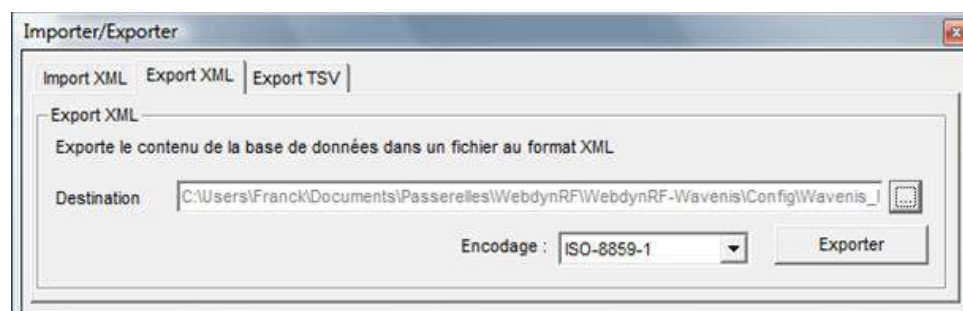 Importer/Exporter
Import XML Export XML Export TSV
Export XML
Exporte le contenu de la base de données dans un fichier au format XML
Destination C:\Users\Franck\Documents\Passerelles\WebdynRF\WebdynRF-Wavenis\Config\Wavenis_ ...
Encodage : ISO-8859-1 Exporter